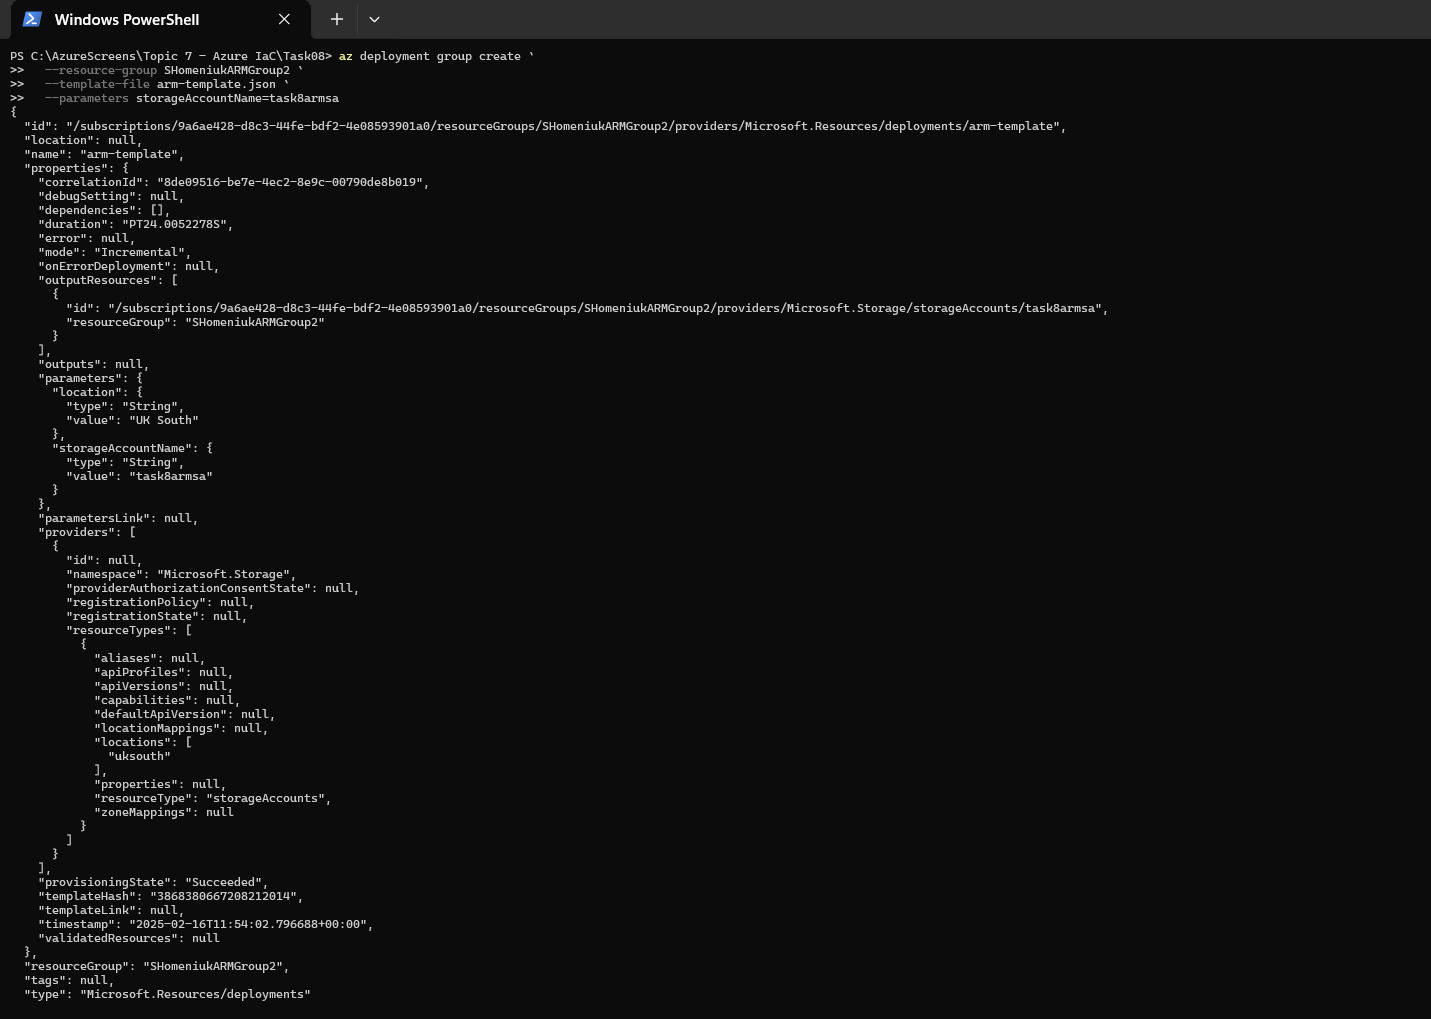 Windows PowerShell
PS C:\AzureScreens\Topic 7 - Azure IaC\Task08> az deployment group create `
>>   --resource-group SHomeniukARMGroup2 `
>>   --template-file arm-template.json `
>>   --parameters storageAccountName=task8armsa
{
  "id": "/subscriptions/9a6ae428-d8c3-44fe-bdf2-4e08593901a0/resourceGroups/SHomeniukARMGroup2/providers/Microsoft.Resources/deployments/arm-template",
  "location": null,
  "name": "arm-template",
  "properties": {
    "correlationId": "8de09516-be7e-4ec2-8e9c-00790de8b019",
    "debugSetting": null,
    "dependencies": [],
    "duration": "PT24.0052278S",
    "error": null,
    "mode": "Incremental",
    "onErrorDeployment": null,
    "outputResources": [
      {
        "id": "/subscriptions/9a6ae428-d8c3-44fe-bdf2-4e08593901a0/resourceGroups/SHomeniukARMGroup2/providers/Microsoft.Storage/storageAccounts/task8armsa",
        "resourceGroup": "SHomeniukARMGroup2"
      }
    ],
    "outputs": null,
    "parameters": {
      "location": {
        "type": "String",
        "value": "UK South"
      },
      "storageAccountName": {
        "type": "String",
        "value": "task8armsa"
      }
    },
    "parametersLink": null,
    "providers": [
      {
        "id": null,
        "namespace": "Microsoft.Storage",
        "providerAuthorizationConsentState": null,
        "registrationPolicy": null,
        "registrationState": null,
        "resourceTypes": [
          {
            "aliases": null,
            "apiProfiles": null,
            "apiVersions": null,
            "capabilities": null,
            "defaultApiVersion": null,
            "locationMappings": null,
            "locations": [
              "uksouth"
            ],
            "properties": null,
            "resourceType": "storageAccounts",
            "zoneMappings": null
          }
        ]
      }
    ],
    "provisioningState": "Succeeded",
    "templateHash": "3868380667208212014",
    "templateLink": null,
    "timestamp": "2025-02-16T11:54:02.796688+00:00",
    "validatedResources": null
  },
  "resourceGroup": "SHomeniukARMGroup2",
  "tags": null,
  "type": "Microsoft.Resources/deployments"